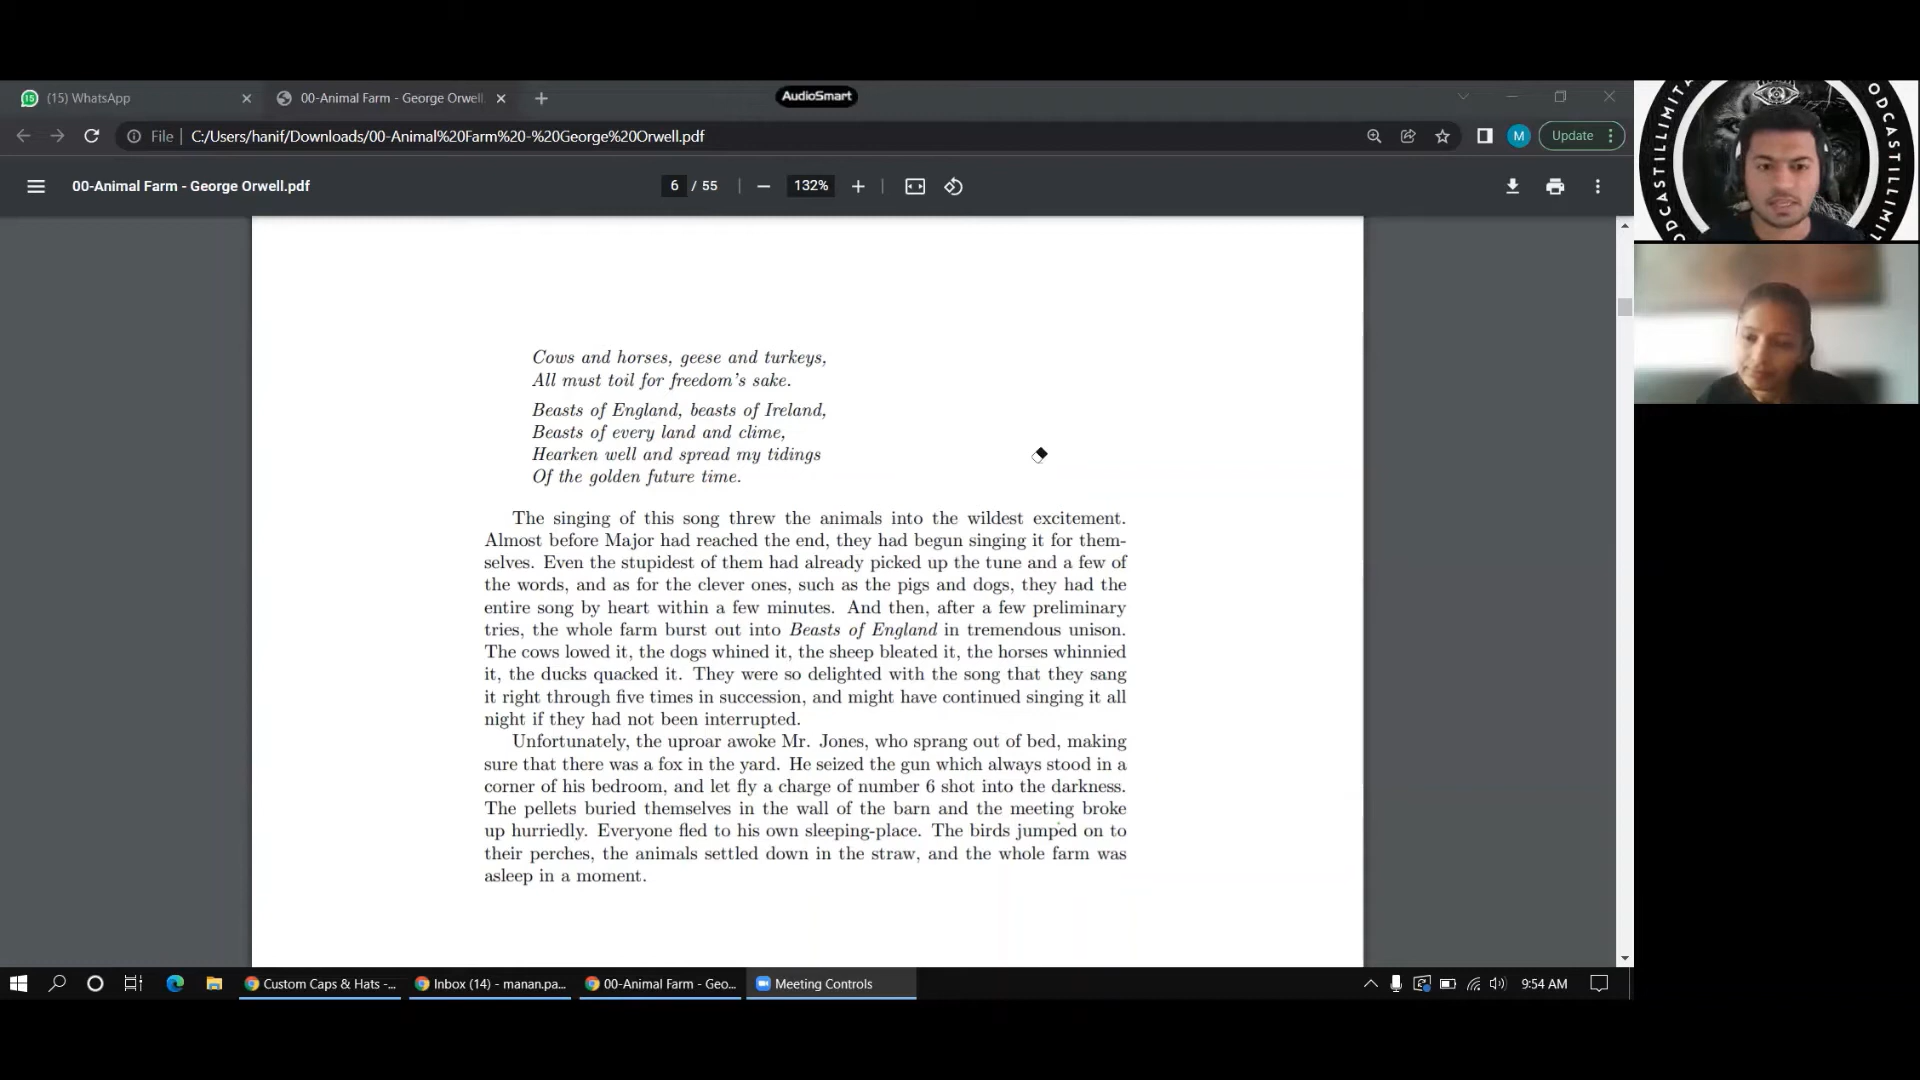 AudioSmart
(15) WhatsApp
00-Animal Farm - George Orwell
File
C:/Users/hanif/Downloads/00-Animal%20Farm%20-%20George%20Orwell.pdf
M
Update
00-Animal Farm - George Orwell.pdf
6 / 55
132%
Cows and horses, geese and turkeys,
All must toil for freedom's sake.
Beasts of England, beasts of Ireland,
Beasts of every land and clime,
Hearken well and spread my tidings
Of the golden future time.
The singing of this song threw the animals into the wildest excitement.
Almost before Major had reached the end, they had begun singing it for them-
selves. Even the stupidest of them had already picked up the tune and a few of
the words, and as for the clever ones, such as the pigs and dogs, they had the
entire song by heart within a few minutes. And then, after a few preliminary
tries, the whole farm burst out into Beasts of England in tremendous unison.
The cows lowed it, the dogs whined it, the sheep bleated it, the horses whinnied
it, the ducks quacked it. They were so delighted with the song that they sang
it right through five times in succession, and might have continued singing it all
night if they had not been interrupted.
Unfortunately, the uproar awoke Mr. Jones, who sprang out of bed, making
sure that there was a fox in the yard. He seized the gun which always stood in a
corner of his bedroom, and let fly a charge of number 6 shot into the darkness.
The pellets buried themselves in the wall of the barn and the meeting broke
up hurriedly. Everyone fled to his own sleeping-place. The birds jumped on to
their perches, the animals settled down in the straw, and the whole farm was
asleep in a moment.
Custom Caps & Hats -...
Inbox (14) - manan.pa...
00-Animal Farm - Geo...
Meeting Controls
9:54 AM